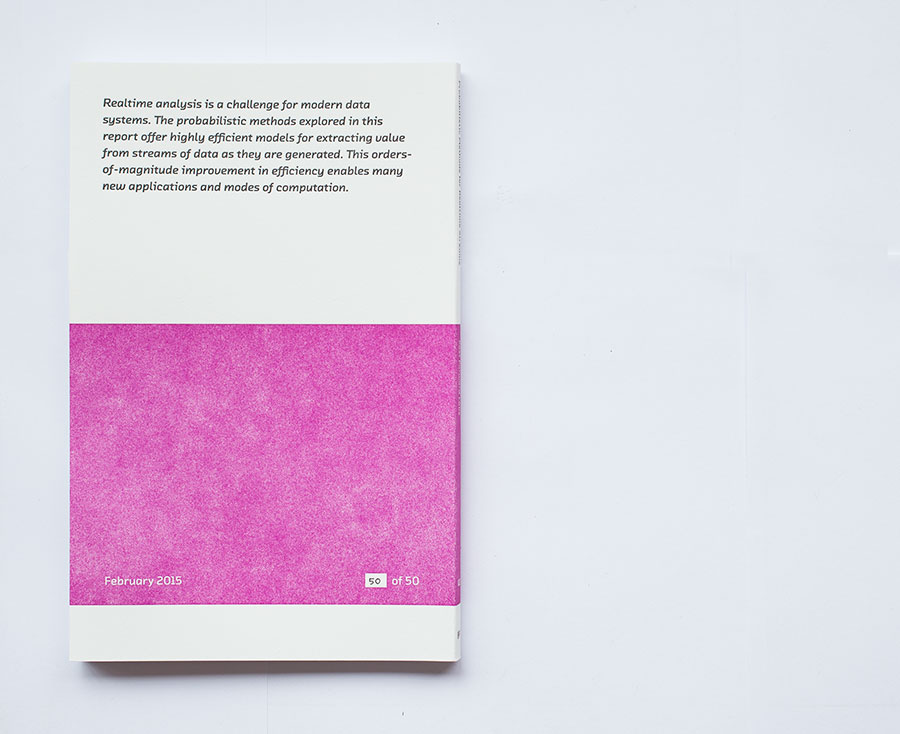 Realtime analysis is a challenge for modern data
systems. The probabilistic methods explored in this
report offer highly efficient models for extracting value
from streams of data as they are generated. This orders-
of-magnitude improvement in efficiency enables many
new applications and modes of computation.
February 2015
50 of 50